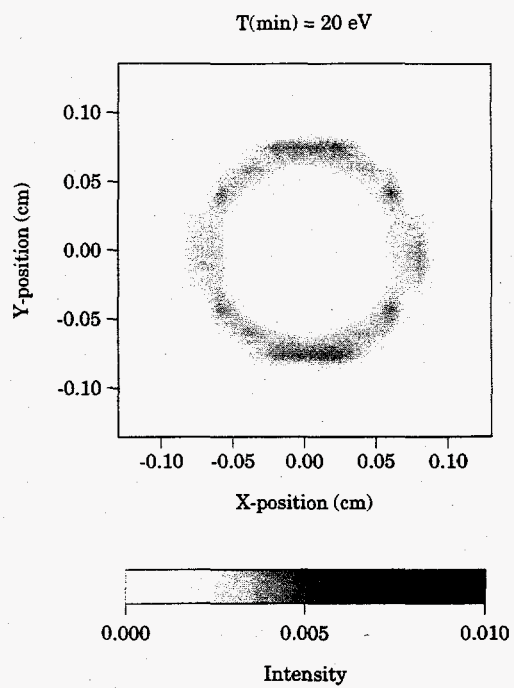 T(min) = 20 eV
Y-position (cm)
0.10
0.05
0.00
-0.05
-0.10
-0.10 -0.05 0.00 0.05 0.10
X-position (cm)
0.000 0.005 0.010
Intensity